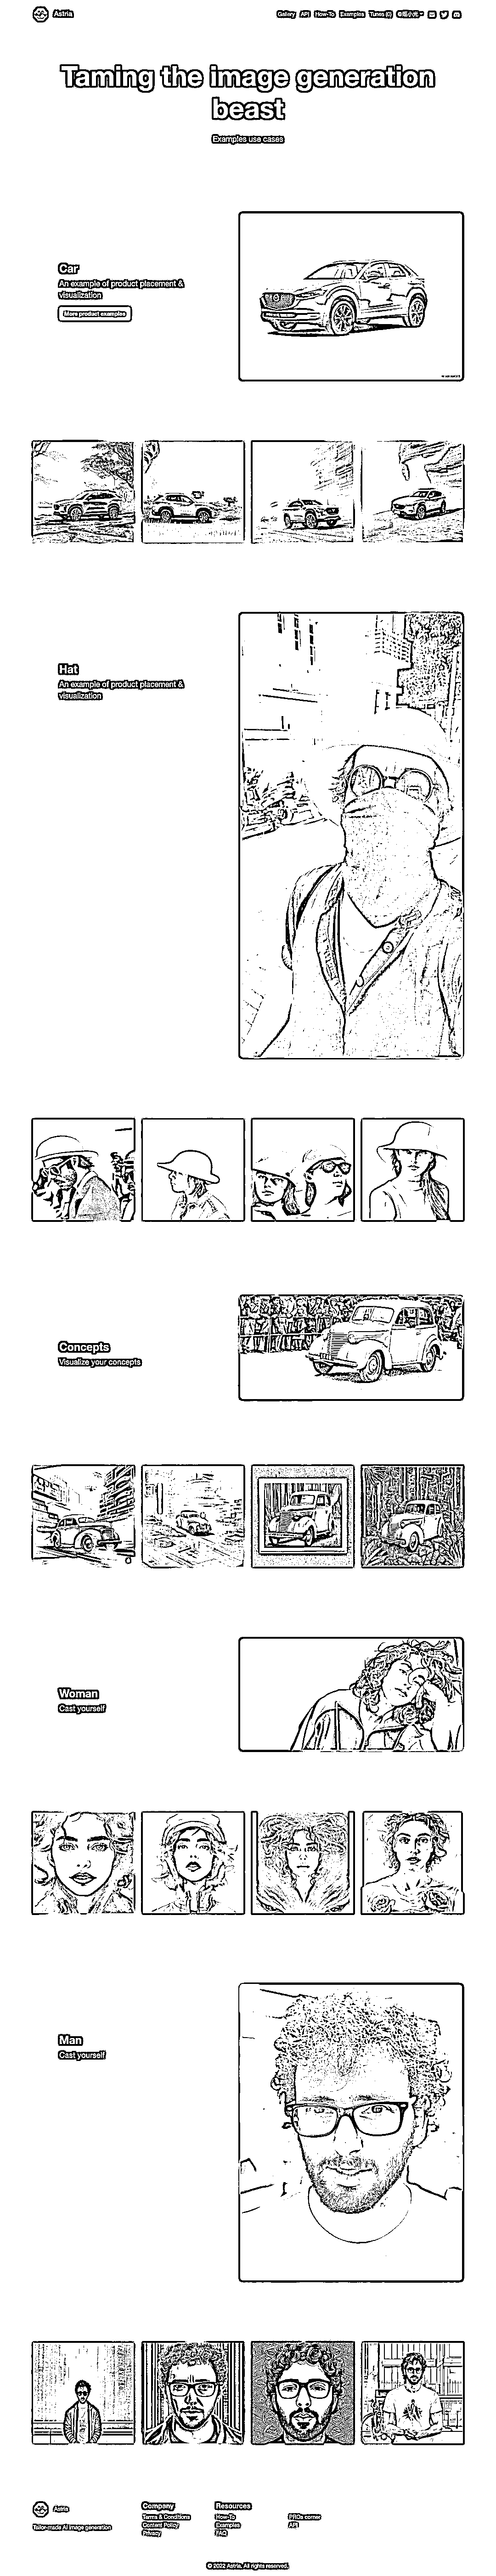 Astria
Gallery API How-To Examples Tunes (0)
Taming the image generation
beast
Examples use cases
Car
An example of product placement &
visualization
More product examples
Hat
An example of product placement &
visualization
Concepts
Visualize your concepts
Woman
Cast yourself
Man
Cast yourself
Astria
Tailor-made AI image generation
Company
Terms & Conditions
Content Policy
Privacy
Resources
How-To
Examples
FAQ
PROs corner
API
© 2022 Astria. All rights reserved.